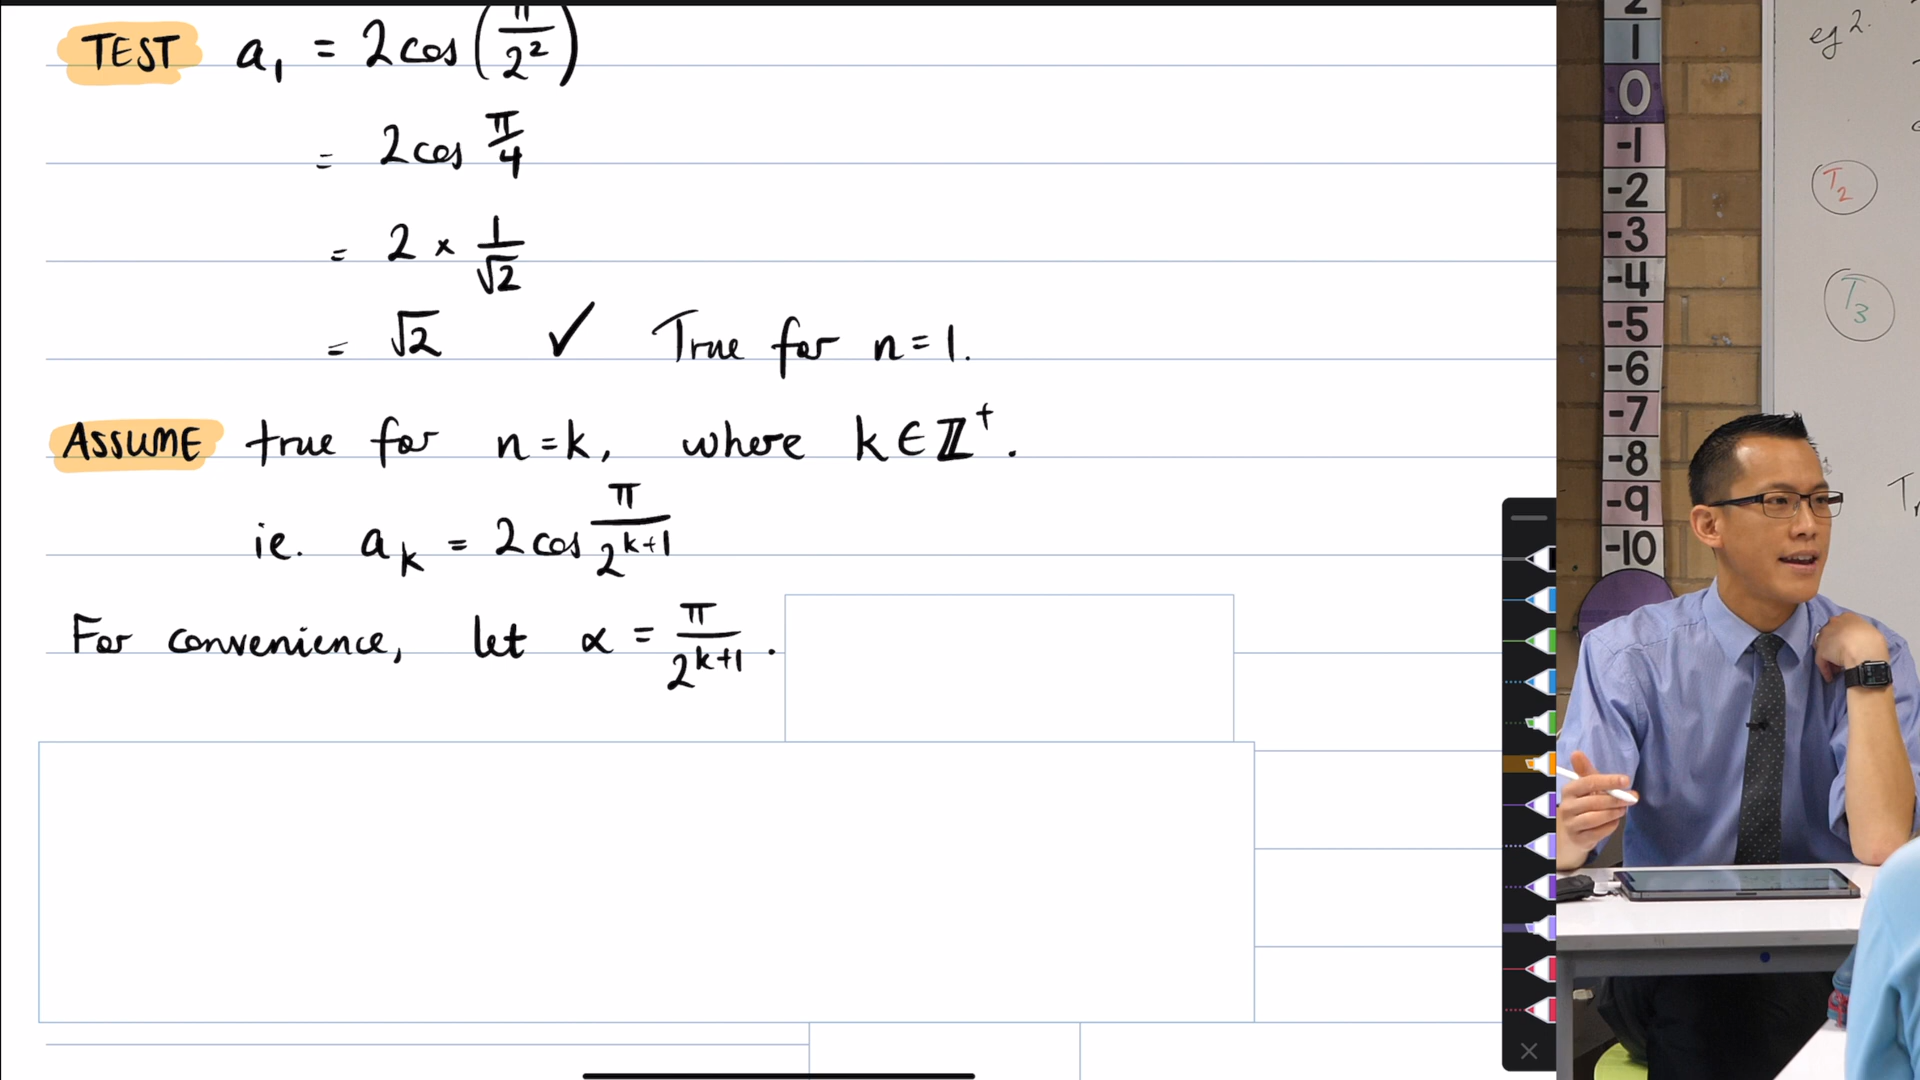 TEST a₁ = 2cos(π/2²)
= 2cos π/4
= 2 × 1/√2
= √2 ✓ True for n=1.
ASSUME true for n=k, where k∈ℤ⁺.
ie. aₖ = 2cos π/2ᵏ⁺¹
For convenience, let α = π/2ᵏ⁺¹.
2
1
0
-1
-2
-3
-4
-5
-6
-7
-8
-9
-10
eg 2.
T₂
T₃